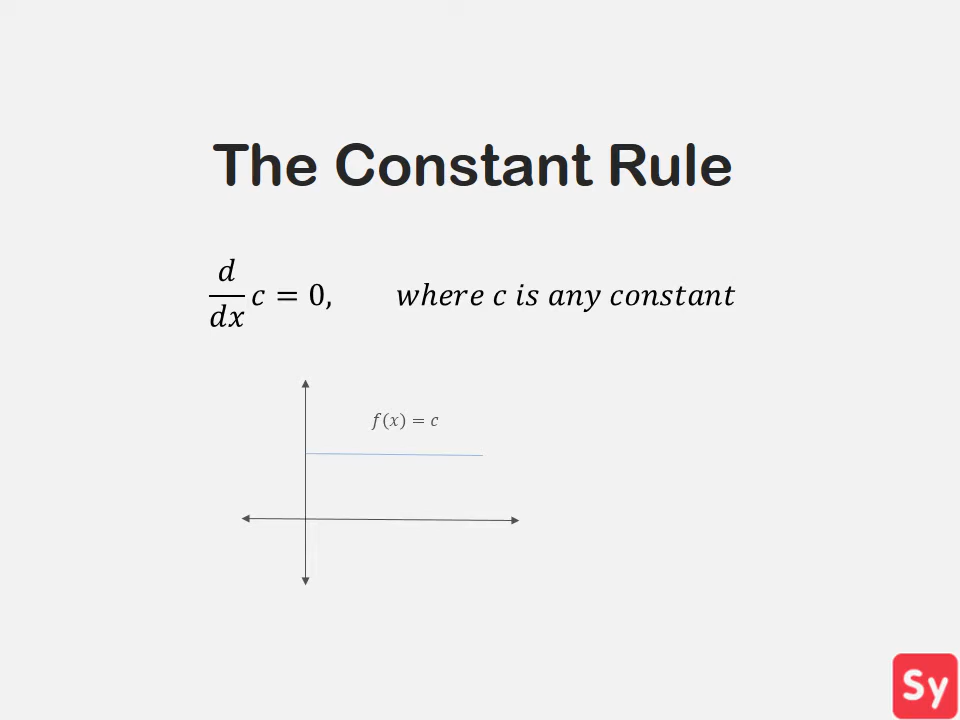 The Constant Rule
d/dx c = 0, where c is any constant
f(x) = c
Sy